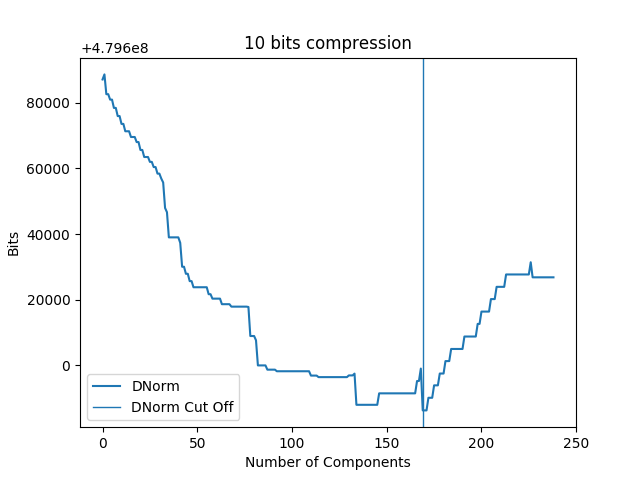 10 bits compression
+4.796e8
80000
60000
40000
20000
0
Bits
DNorm
DNorm Cut Off
0 50 100 150 200 250
Number of Components